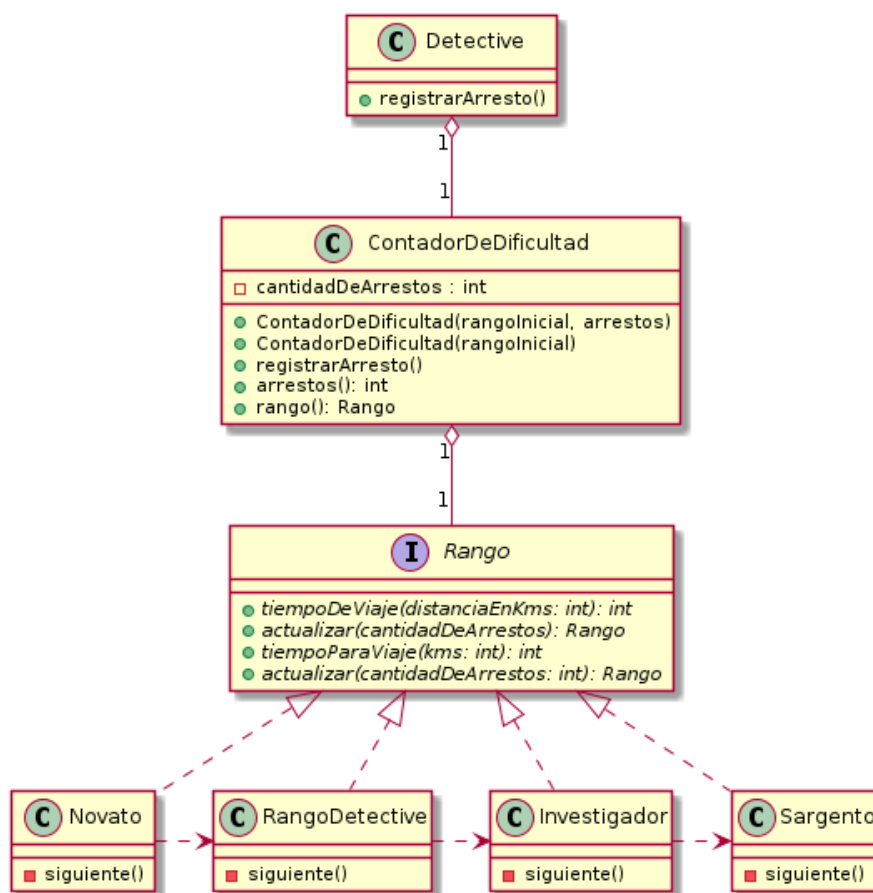 C Detective
registrarArresto()
1
1
C ContadorDeDificultad
cantidadDeArrestos : int
ContadorDeDificultad(rangoInicial, arrestos)
ContadorDeDificultad(rangoInicial)
registrarArresto()
arrestos(): int
rango(): Rango
1
1
I Rango
tiempoDeViaje(distanciaEnKms: int): int
actualizar(cantidadDeArrestos): Rango
tiempoParaViaje(kms: int): int
actualizar(cantidadDeArrestos: int): Rango
C Novato
siguiente()
C RangoDetective
siguiente()
C Investigador
siguiente()
C Sargento
siguiente()